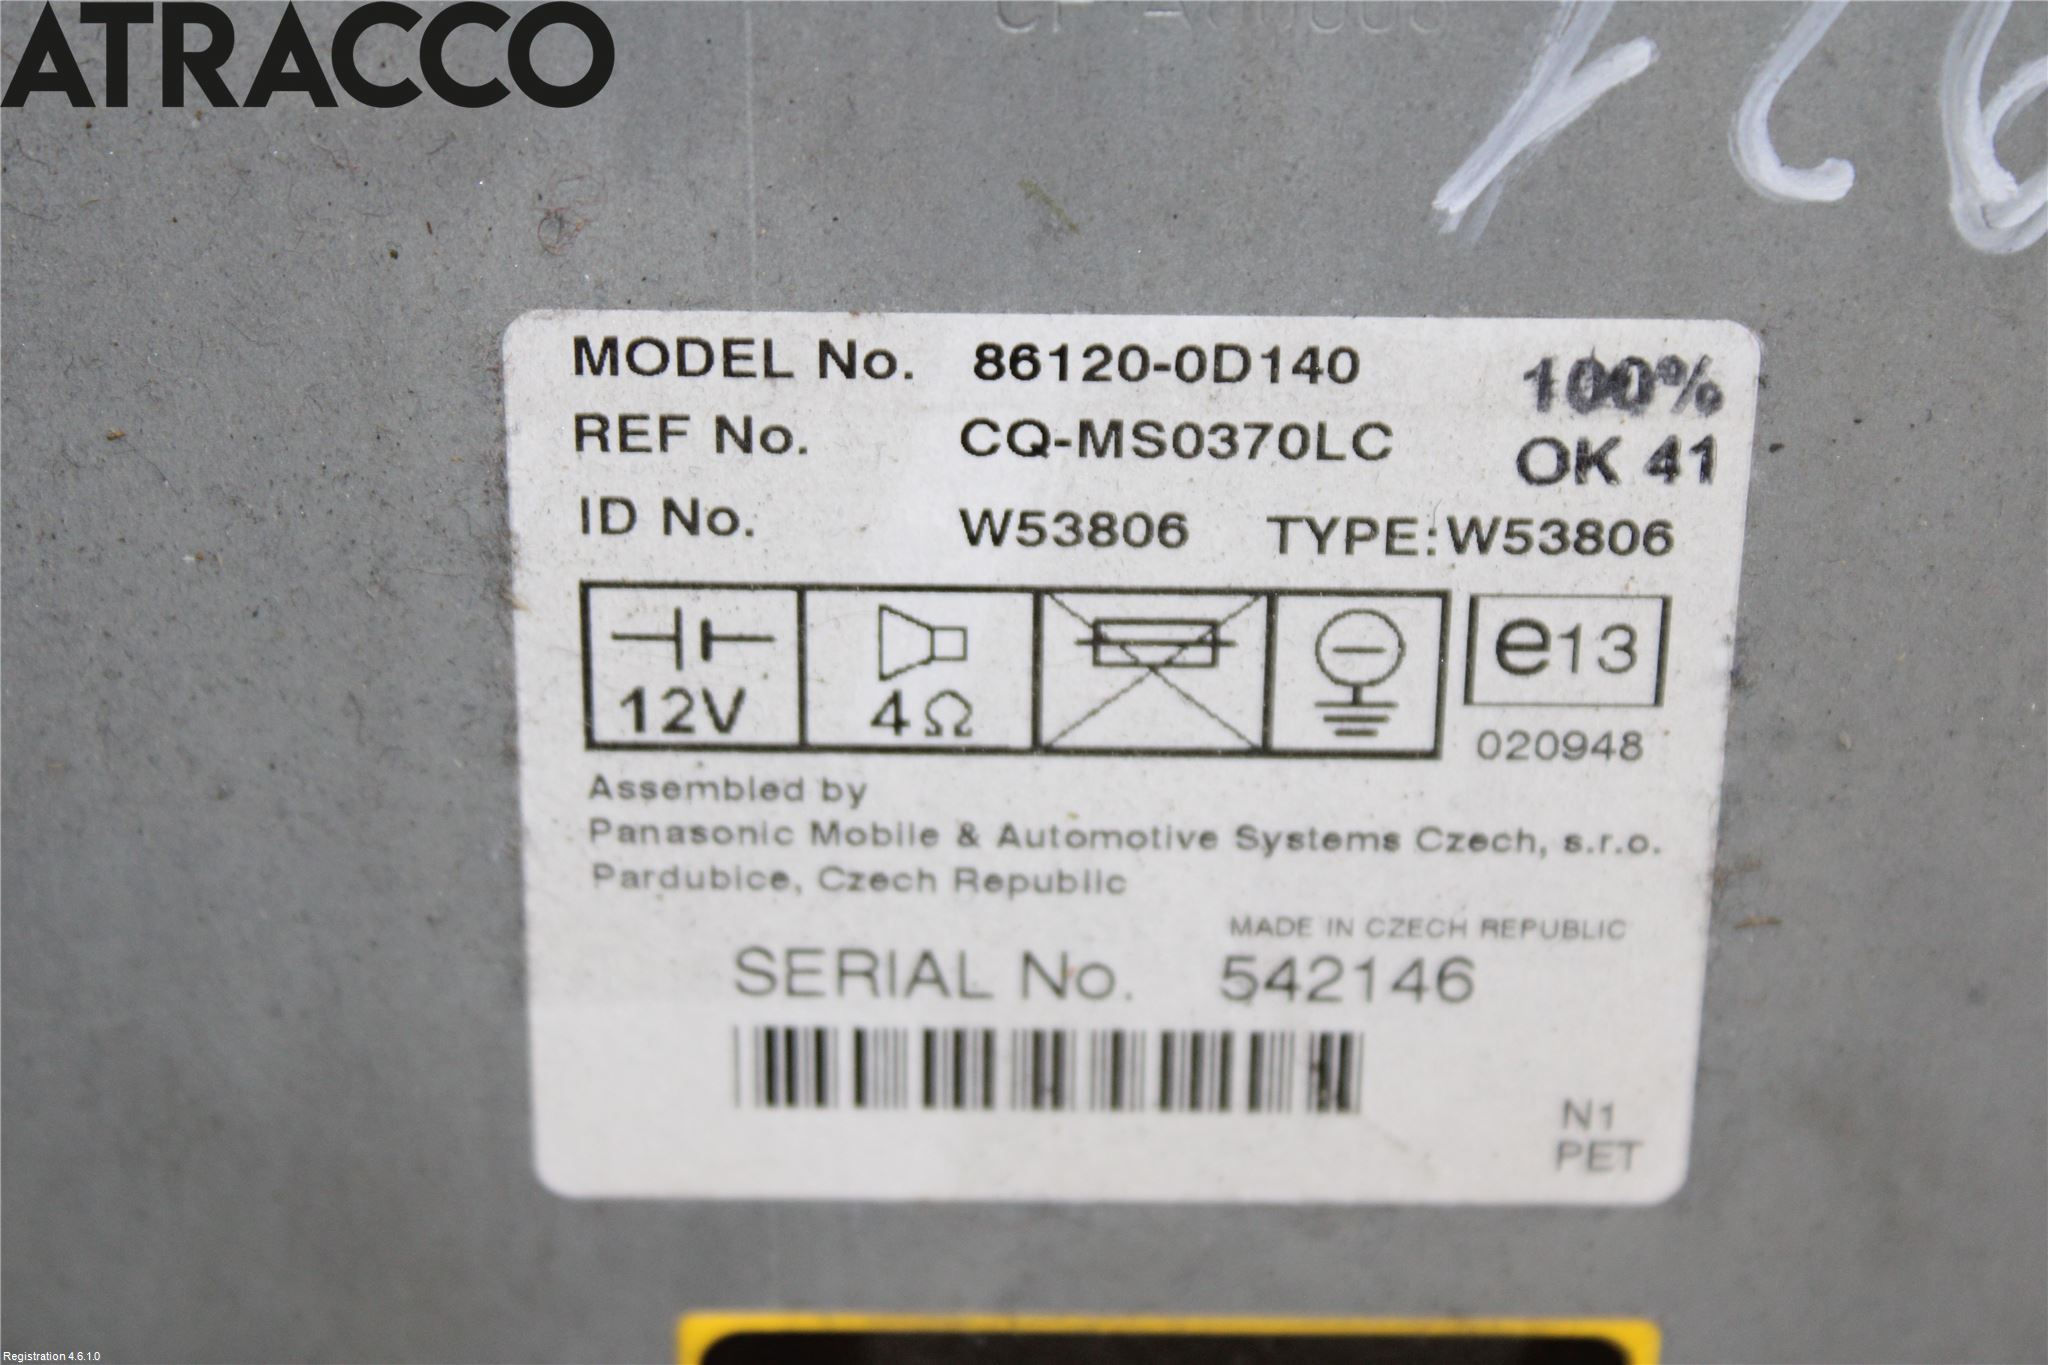 ATRACCO
MODEL No. 86120-0D140
100%
REF No. CQ-MS0370LC
OK 41
ID No. W53806 TYPE:W53806
12V 4Ω e13
020948
Assembled by
Panasonic Mobile & Automotive Systems Czech, s.r.o.
Pardubice, Czech Republic
MADE IN CZECH REPUBLIC
SERIAL No. 542146
N1
PET
Registration 4.6.1.0